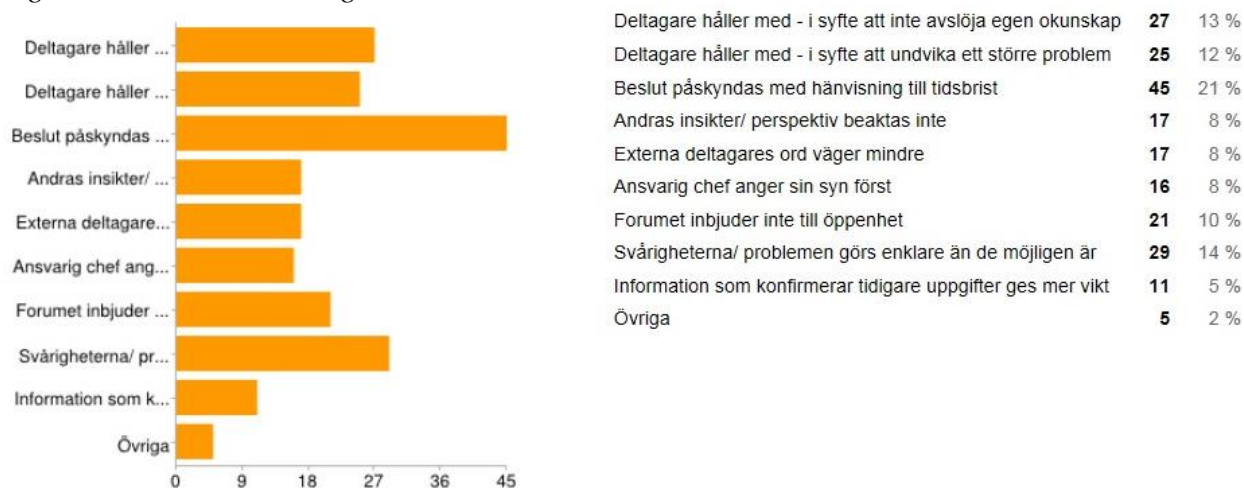 Deltagare håller ...
Deltagare håller ...
Beslut påskyndas ...
Andras insikter/ ...
Externa deltagare...
Ansvarig chef ang...
Forumet inbjuder ...
Svårigheterna/ pr...
Information som k...
Övriga
0 9 18 27 36 45
Deltagare håller med - i syfte att inte avslöja egen okunskap 27 13 %
Deltagare håller med - i syfte att undvika ett större problem 25 12 %
Beslut påskyndas med hänvisning till tidsbrist 45 21 %
Andras insikter/ perspektiv beaktas inte 17 8 %
Externa deltagares ord väger mindre 17 8 %
Ansvarig chef anger sin syn först 16 8 %
Forumet inbjuder inte till öppenhet 21 10 %
Svårigheterna/ problemen görs enklare än de möjligen är 29 14 %
Information som konfirmerar tidigare uppgifter ges mer vikt 11 5 %
Övriga 5 2 %